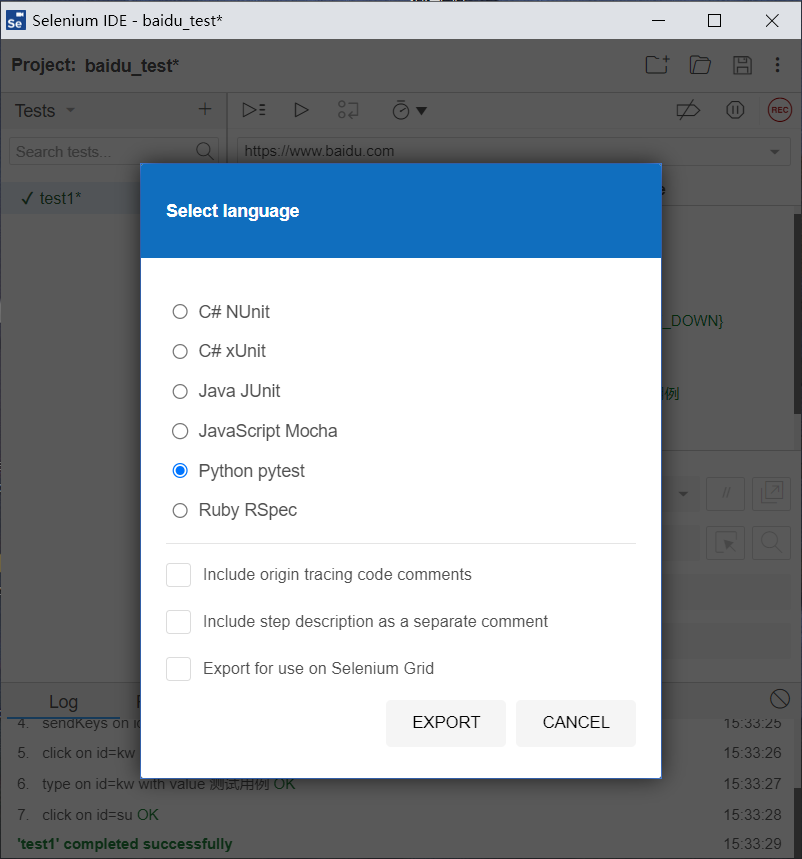 Selenium IDE - baidu_test*
Project: baidu_test*
Tests
REC
Search tests...
https://www.baidu.com
✓ test1*
Select language
C# NUnit
C# xUnit
Java JUnit
_DOWN}
JavaScript Mocha
Python pytest
//
Ruby RSpec
Include origin tracing code comments
Include step description as a separate comment
Export for use on Selenium Grid
EXPORT CANCEL
Log
4. sendKeys on 15:33:25
5. click on id=kw 15:33:26
6. type on id=kw with value 测试用例 OK 15:33:27
7. click on id=su OK 15:33:28
'test1' completed successfully 15:33:29